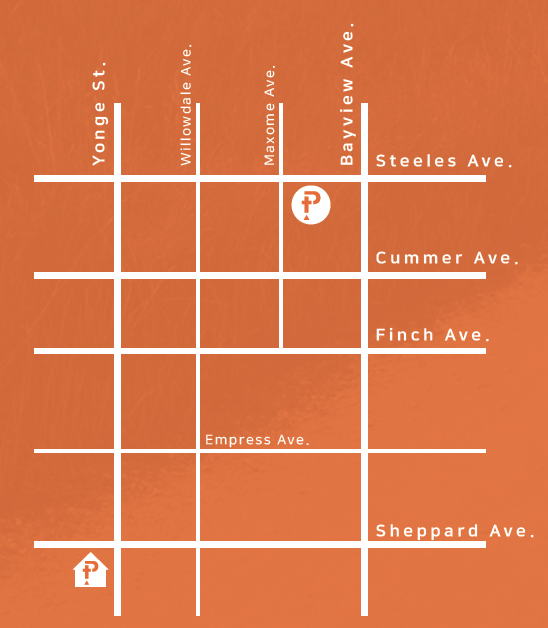 Yonge St.
Willowdale Ave.
Maxome Ave.
Bayview Ave.
Steeles Ave.
Cummer Ave.
Finch Ave.
Empress Ave.
Sheppard Ave.